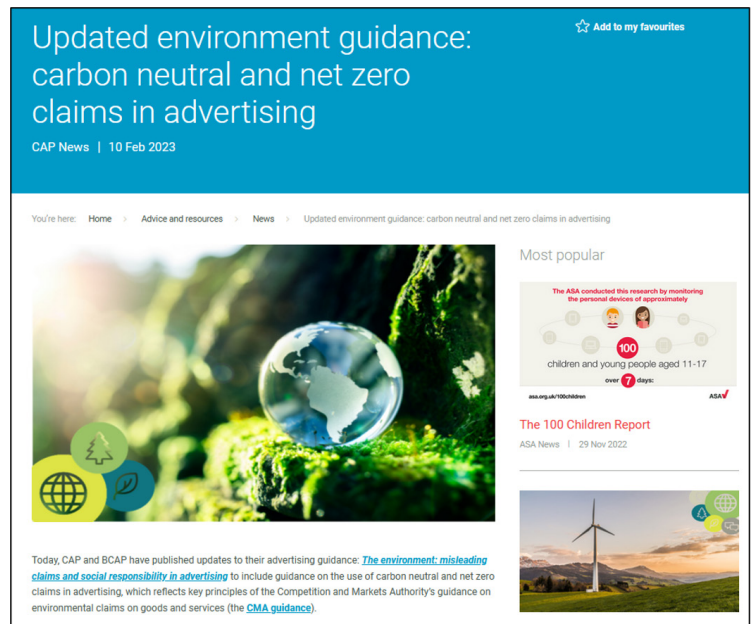 Updated environment guidance:
carbon neutral and net zero
claims in advertising
CAP News | 10 Feb 2023
Add to my favourites
You're here: Home > Advice and resources > News > Updated environment guidance: carbon neutral and net zero claims in advertising
Today, CAP and BCAP have published updates to their advertising guidance: The environment: misleading
claims and social responsibility in advertising to include guidance on the use of carbon neutral and net zero
claims in advertising, which reflects key principles of the Competition and Markets Authority's guidance on
environmental claims on goods and services (the CMA guidance).
Most popular
The ASA conducted this research by monitoring
the personal devices of approximately
100
children and young people aged 11-17
over 7 days:
asa.org.uk/100children
ASA
The 100 Children Report
ASA News | 29 Nov 2022